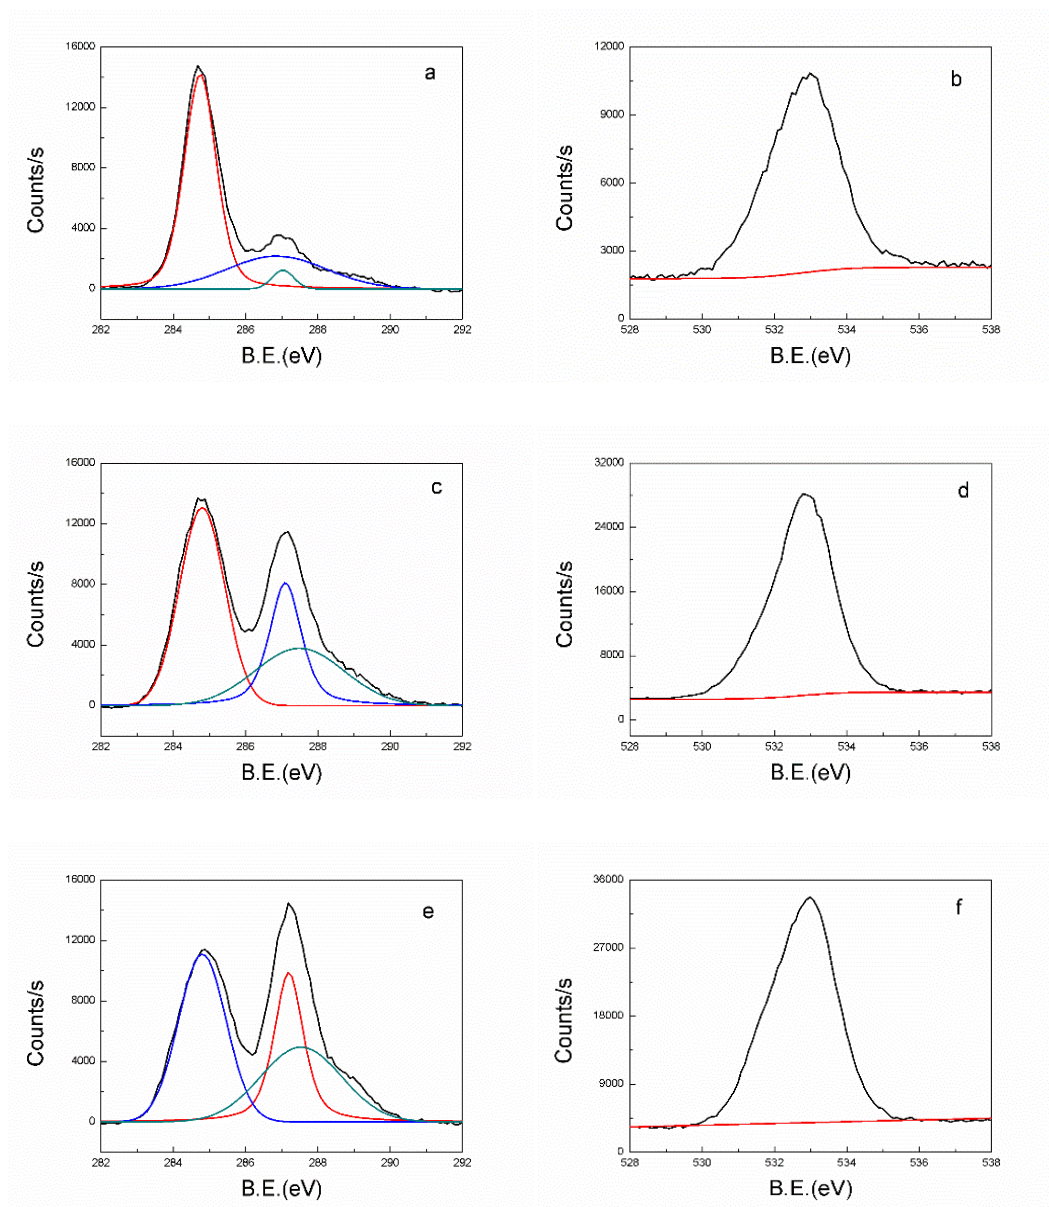 a
Counts/s
16000
12000
8000
4000
0
282 284 286 288 290 292
B.E.(eV)
b
Counts/s
12000
9000
6000
3000
0
528 530 532 534 536 538
B.E.(eV)
c
Counts/s
16000
12000
8000
4000
0
282 284 286 288 290 292
B.E.(eV)
d
Counts/s
32000
24000
16000
8000
0
528 530 532 534 536 538
B.E.(eV)
e
Counts/s
16000
12000
8000
4000
0
282 284 286 288 290 292
B.E.(eV)
f
Counts/s
36000
27000
18000
9000
0
528 530 532 534 536 538
B.E.(eV)